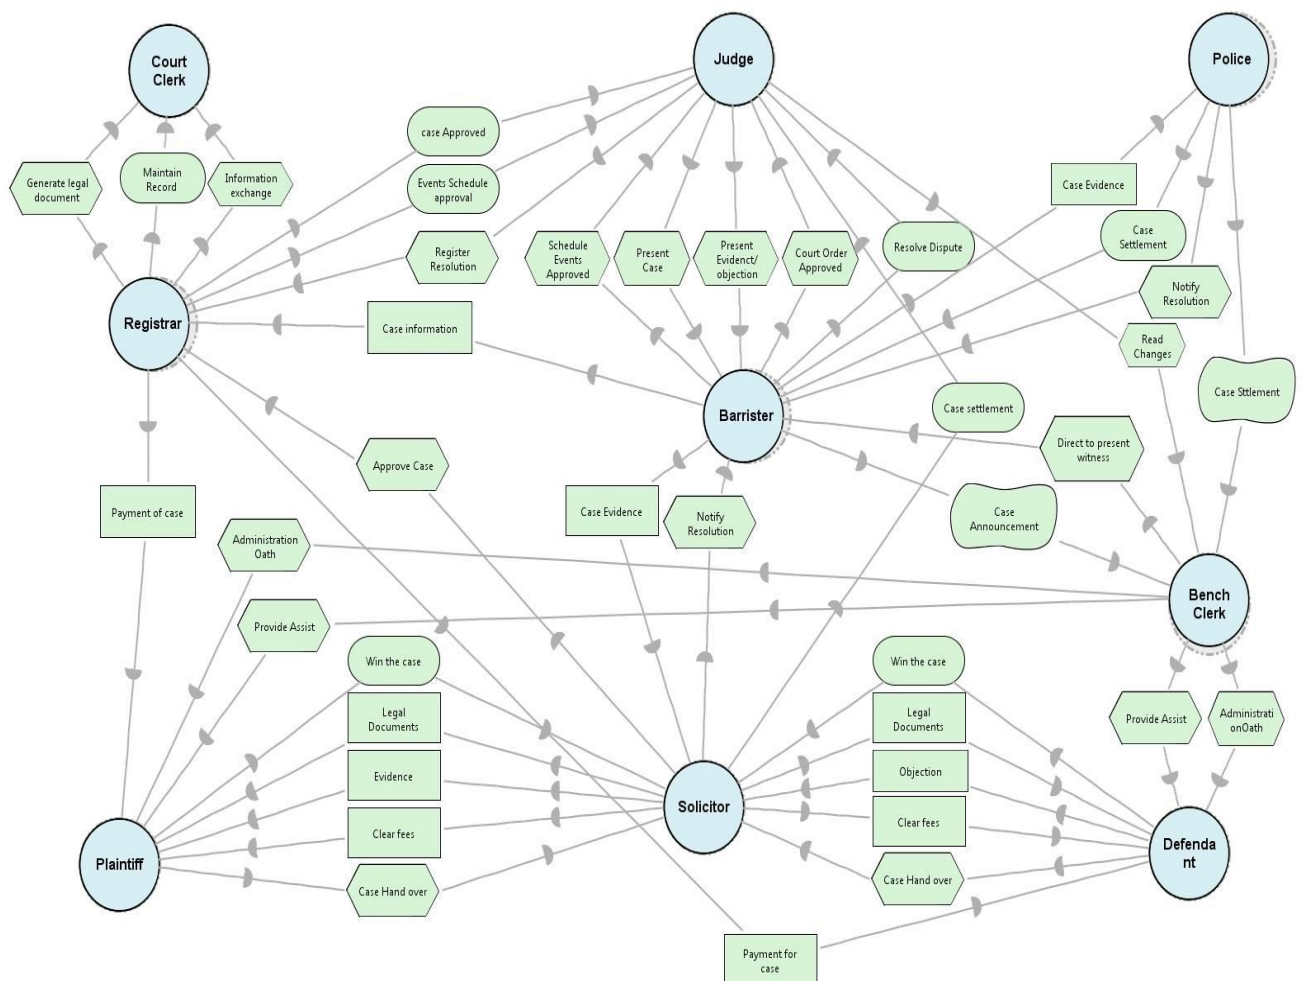 Court
Clerk
Judge
Police
case Approved
Generate legal
document
Maintain
Record
Information
exchange
Events Schedule
approval
Case Evidence
Register
Resolution
Schedule
Events
Approved
Present
Case
Present
Evidenct/
objection
Court Order
Approved
Resolve Dispute
Case
Settlement
Notify
Resolution
Registrar
Case information
Read
Changes
Barrister
Case settlement
Case Sttlement
Approve Case
Direct to present
witness
Payment of case
Case Evidence
Notify
Resolution
Case
Announcement
Administration
Oath
Bench
Clerk
Provide Assist
Win the case
Legal
Documents
Evidence
Clear fees
Case Hand over
Win the case
Legal
Documents
Objection
Clear fees
Case Hand over
Provide Assist
Administrati
onOath
Plaintiff
Solicitor
Defenda
nt
Payment for
case